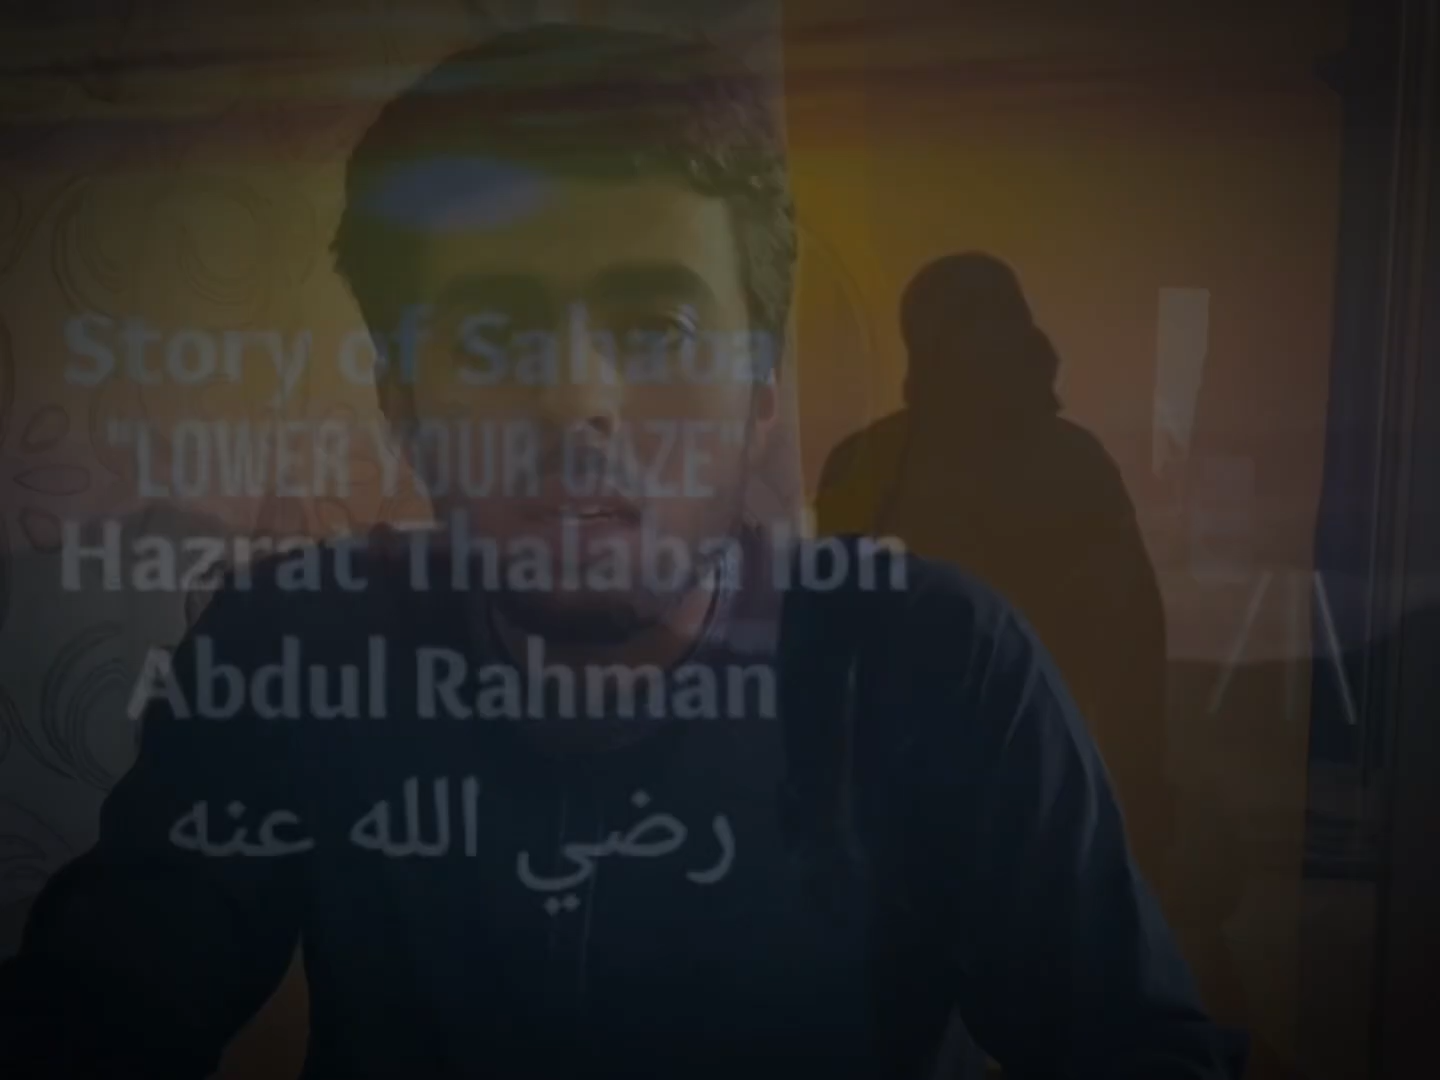 Story of Sahaba
"LOWER YOUR GAZE"
Hazrat Thalaba Ibn
Abdul Rahman
رضي الله عنه